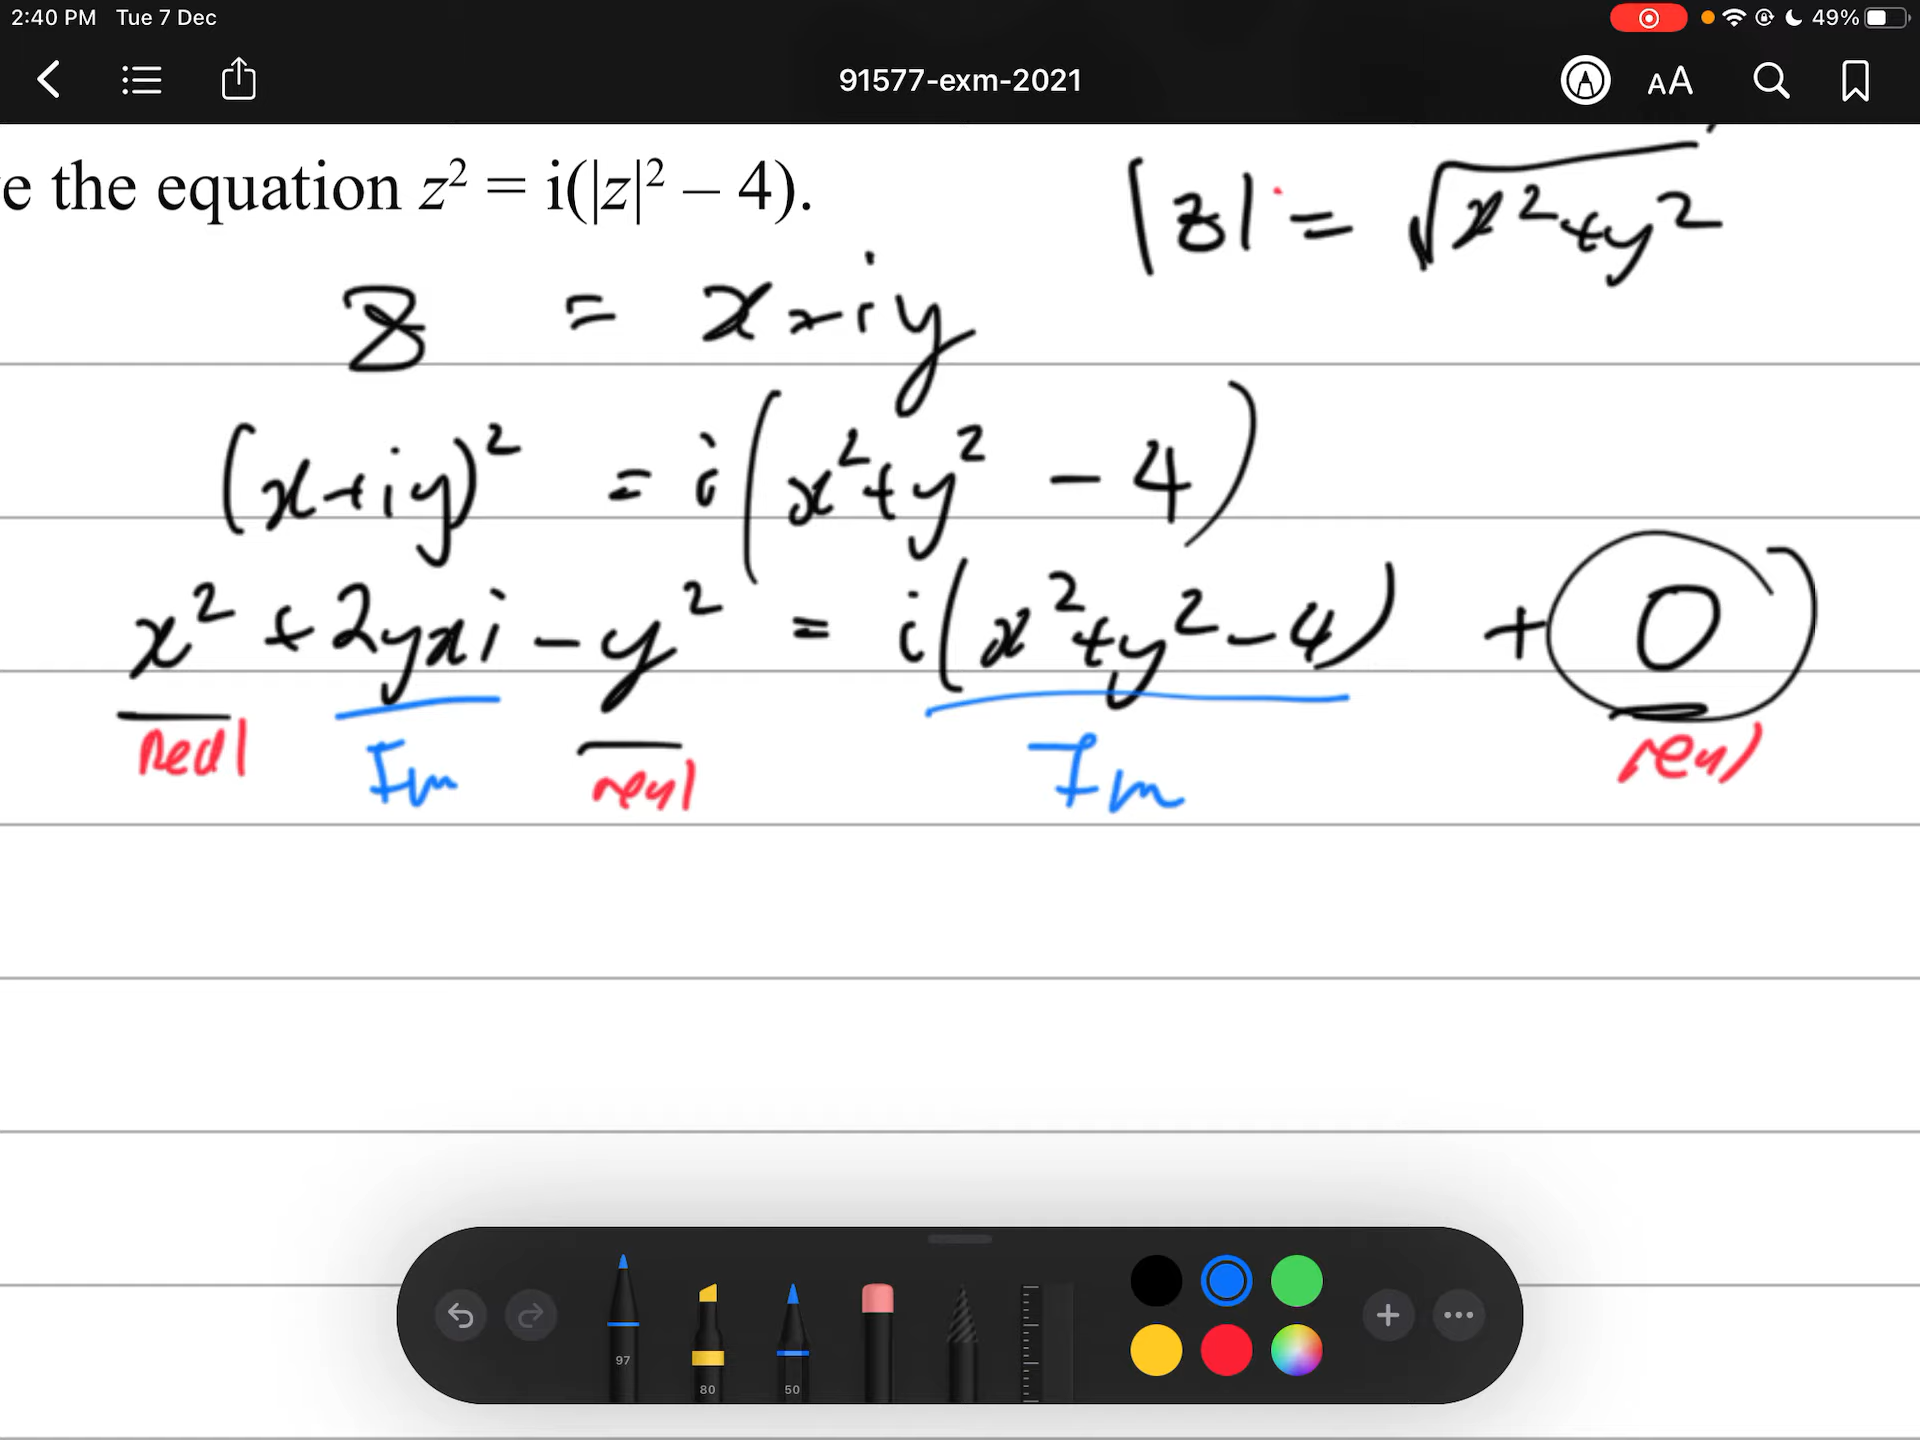 2:40 PM Tue 7 Dec
49%
91577-exm-2021
AA
e the equation z² = i(|z|² – 4).
|z| = √x²+y²
z = x+iy
(x+iy)² = i(x²+y² - 4)
x² + 2yxi - y² = i(x²+y²-4) + 0
real Im real Im real
97 80 50